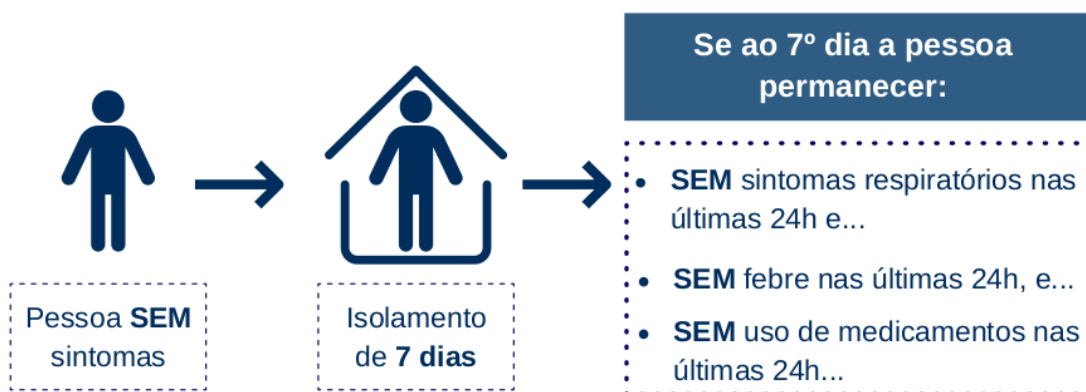 Se ao 7º dia a pessoa
permanecer:
SEM sintomas respiratórios nas
últimas 24h e...
SEM febre nas últimas 24h, e...
SEM uso de medicamentos nas
últimas 24h...
Pessoa SEM
sintomas
Isolamento
de 7 dias